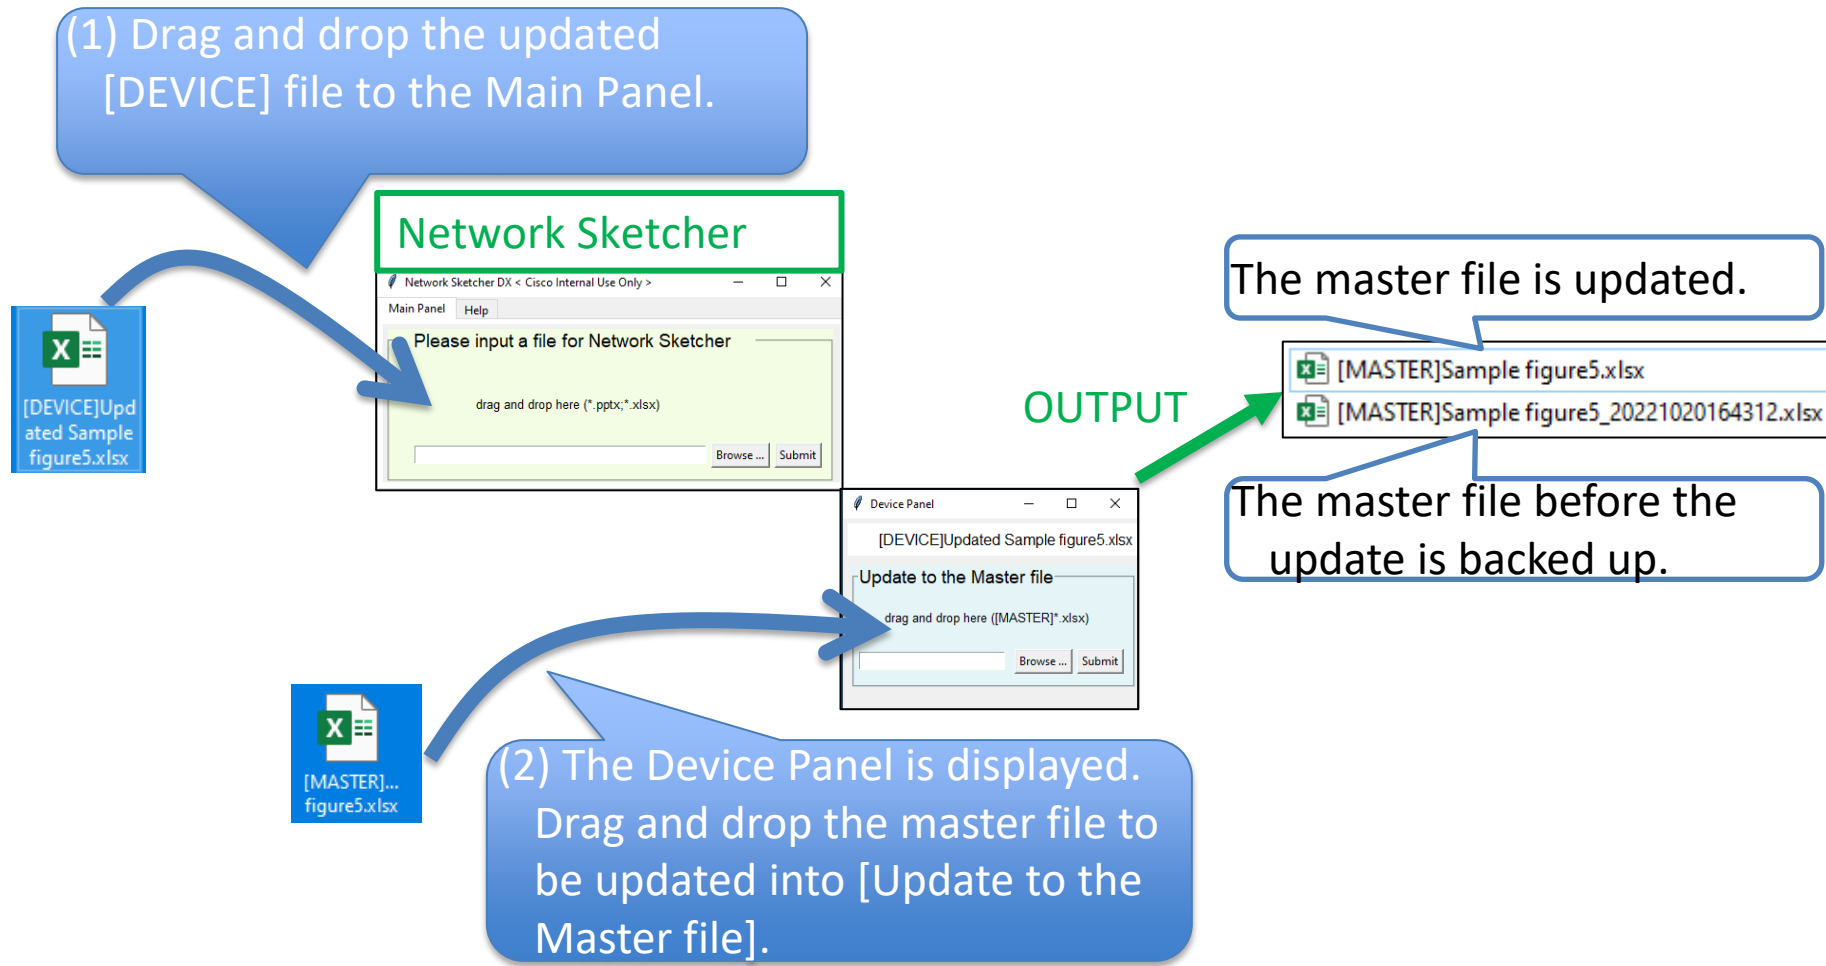 (1) Drag and drop the updated
[DEVICE] file to the Main Panel.
Network Sketcher
Network Sketcher DX < Cisco Internal Use Only >
Main Panel
Help
Please input a file for Network Sketcher
drag and drop here (*.pptx;*.xlsx)
Browse ...
Submit
[DEVICE]Upd
ated Sample
figure5.xlsx
The master file is updated.
[MASTER]Sample figure5.xlsx
[MASTER]Sample figure5_20221020164312.xlsx
OUTPUT
The master file before the
update is backed up.
Device Panel
[DEVICE]Updated Sample figure5.xlsx
Update to the Master file
drag and drop here ([MASTER]*.xlsx)
Browse ...
Submit
[MASTER]...
figure5.xlsx
(2) The Device Panel is displayed.
Drag and drop the master file to
be updated into [Update to the
Master file].